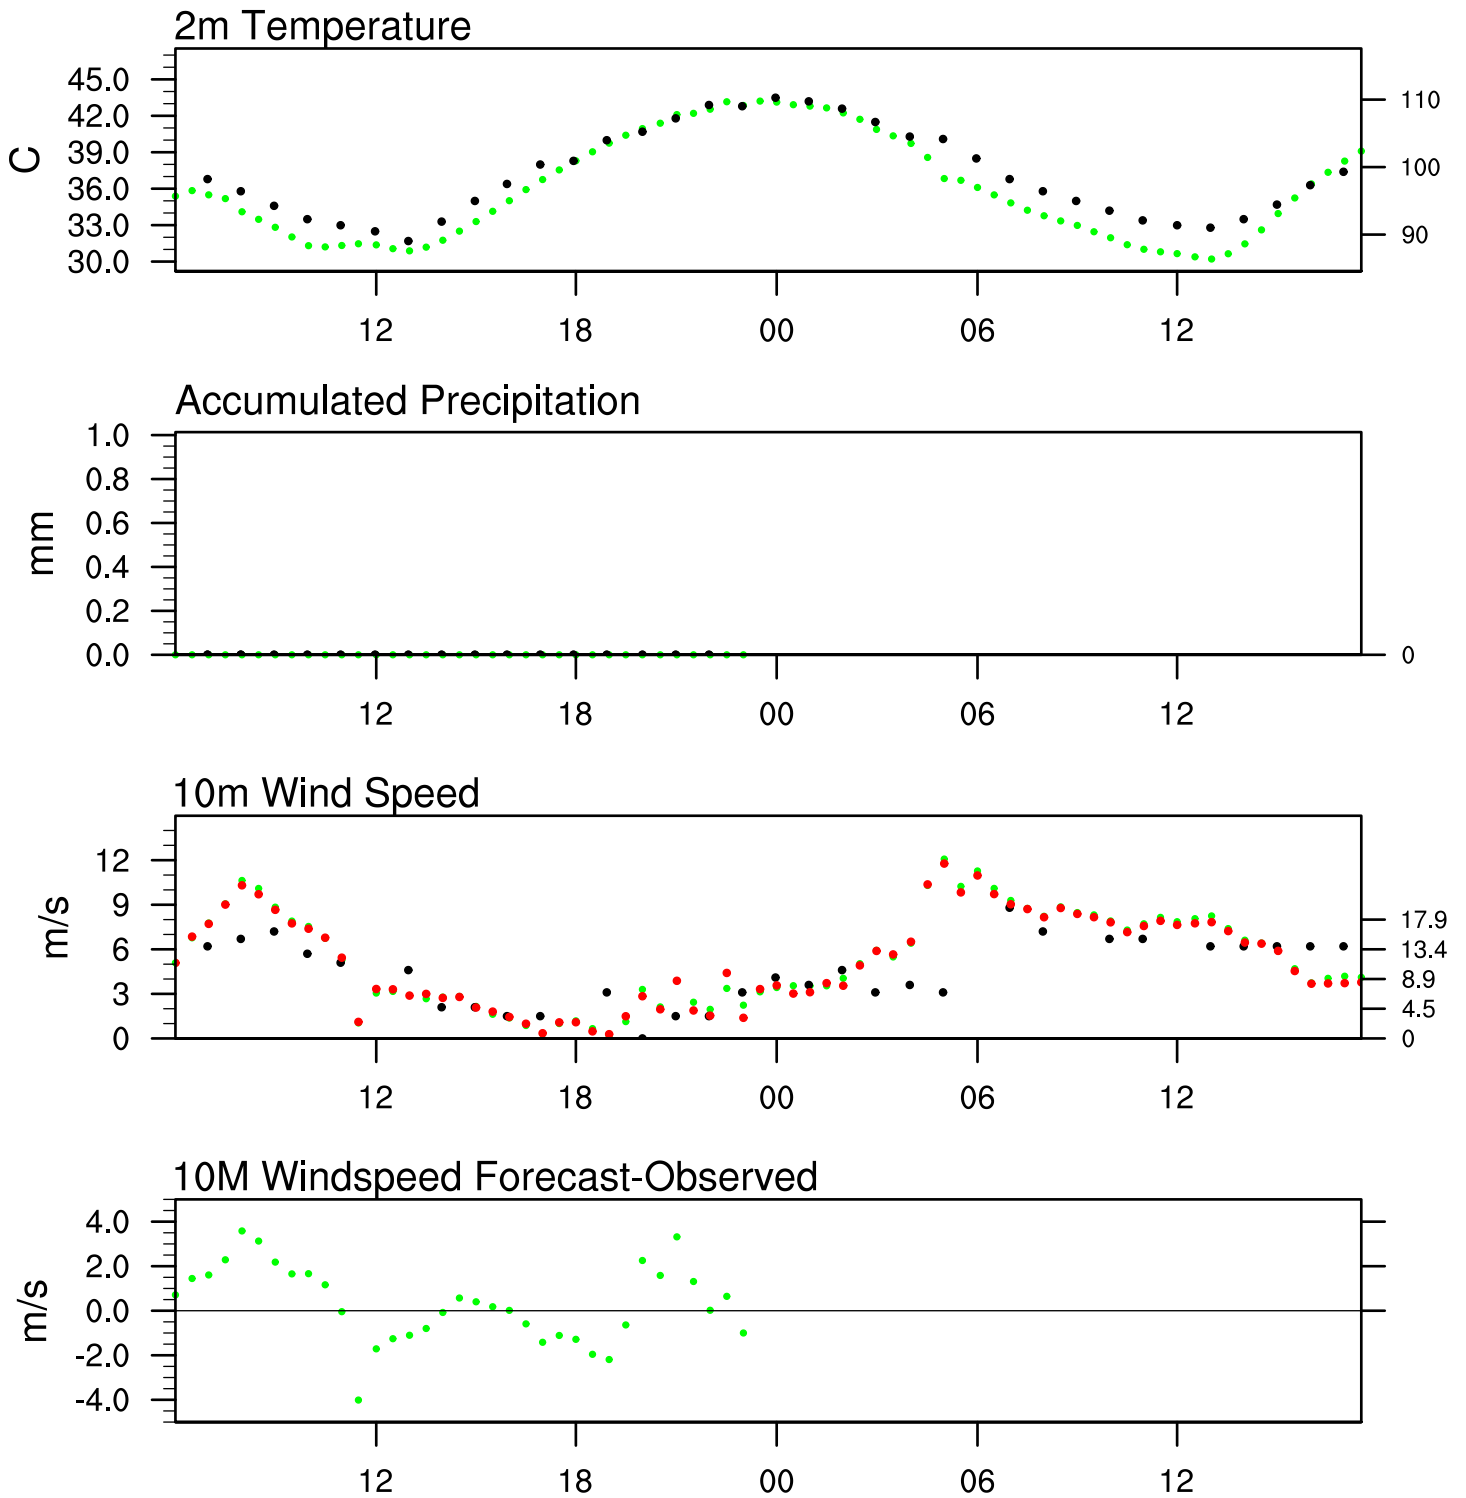 2m Temperature
45.0
42.0
39.0
36.0
33.0
30.0
C
110
100
90
12 18 00 06 12
Accumulated Precipitation
1.0
0.8
0.6
0.4
0.2
0.0
mm
0
12 18 00 06 12
10m Wind Speed
12
9
6
3
0
m/s
17.9
13.4
8.9
4.5
0
12 18 00 06 12
10M Windspeed Forecast-Observed
4.0
2.0
0.0
-2.0
-4.0
m/s
12 18 00 06 12